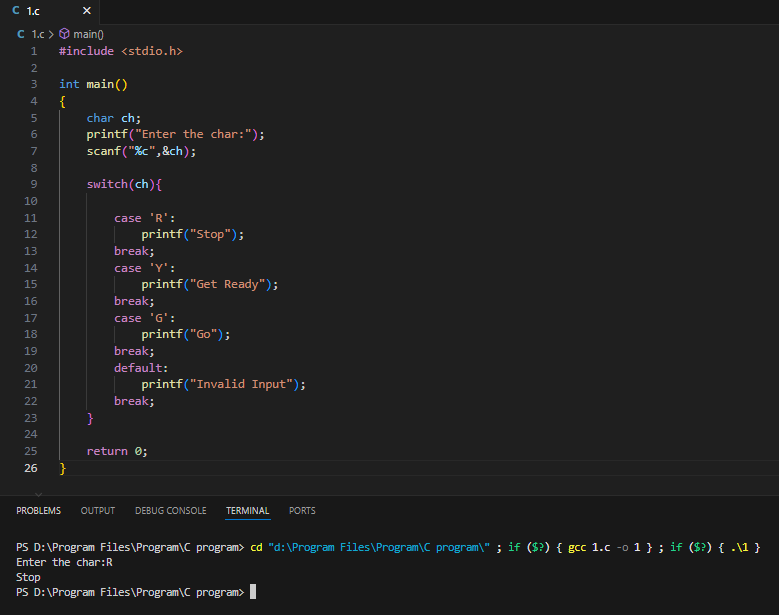 C 1.c ×
C 1.c > main()
1 #include <stdio.h>
2
3 int main()
4 {
5 char ch;
6 printf("Enter the char:");
7 scanf("%c",&ch);
8
9 switch(ch){
10
11 case 'R':
12 printf("Stop");
13 break;
14 case 'Y':
15 printf("Get Ready");
16 break;
17 case 'G':
18 printf("Go");
19 break;
20 default:
21 printf("Invalid Input");
22 break;
23 }
24
25 return 0;
26 }
PROBLEMS OUTPUT DEBUG CONSOLE TERMINAL PORTS
PS D:\Program Files\Program\C program> cd "d:\Program Files\Program\C program\" ; if ($?) { gcc 1.c -o 1 } ; if ($?) { .\1 }
Enter the char:R
Stop
PS D:\Program Files\Program\C program>